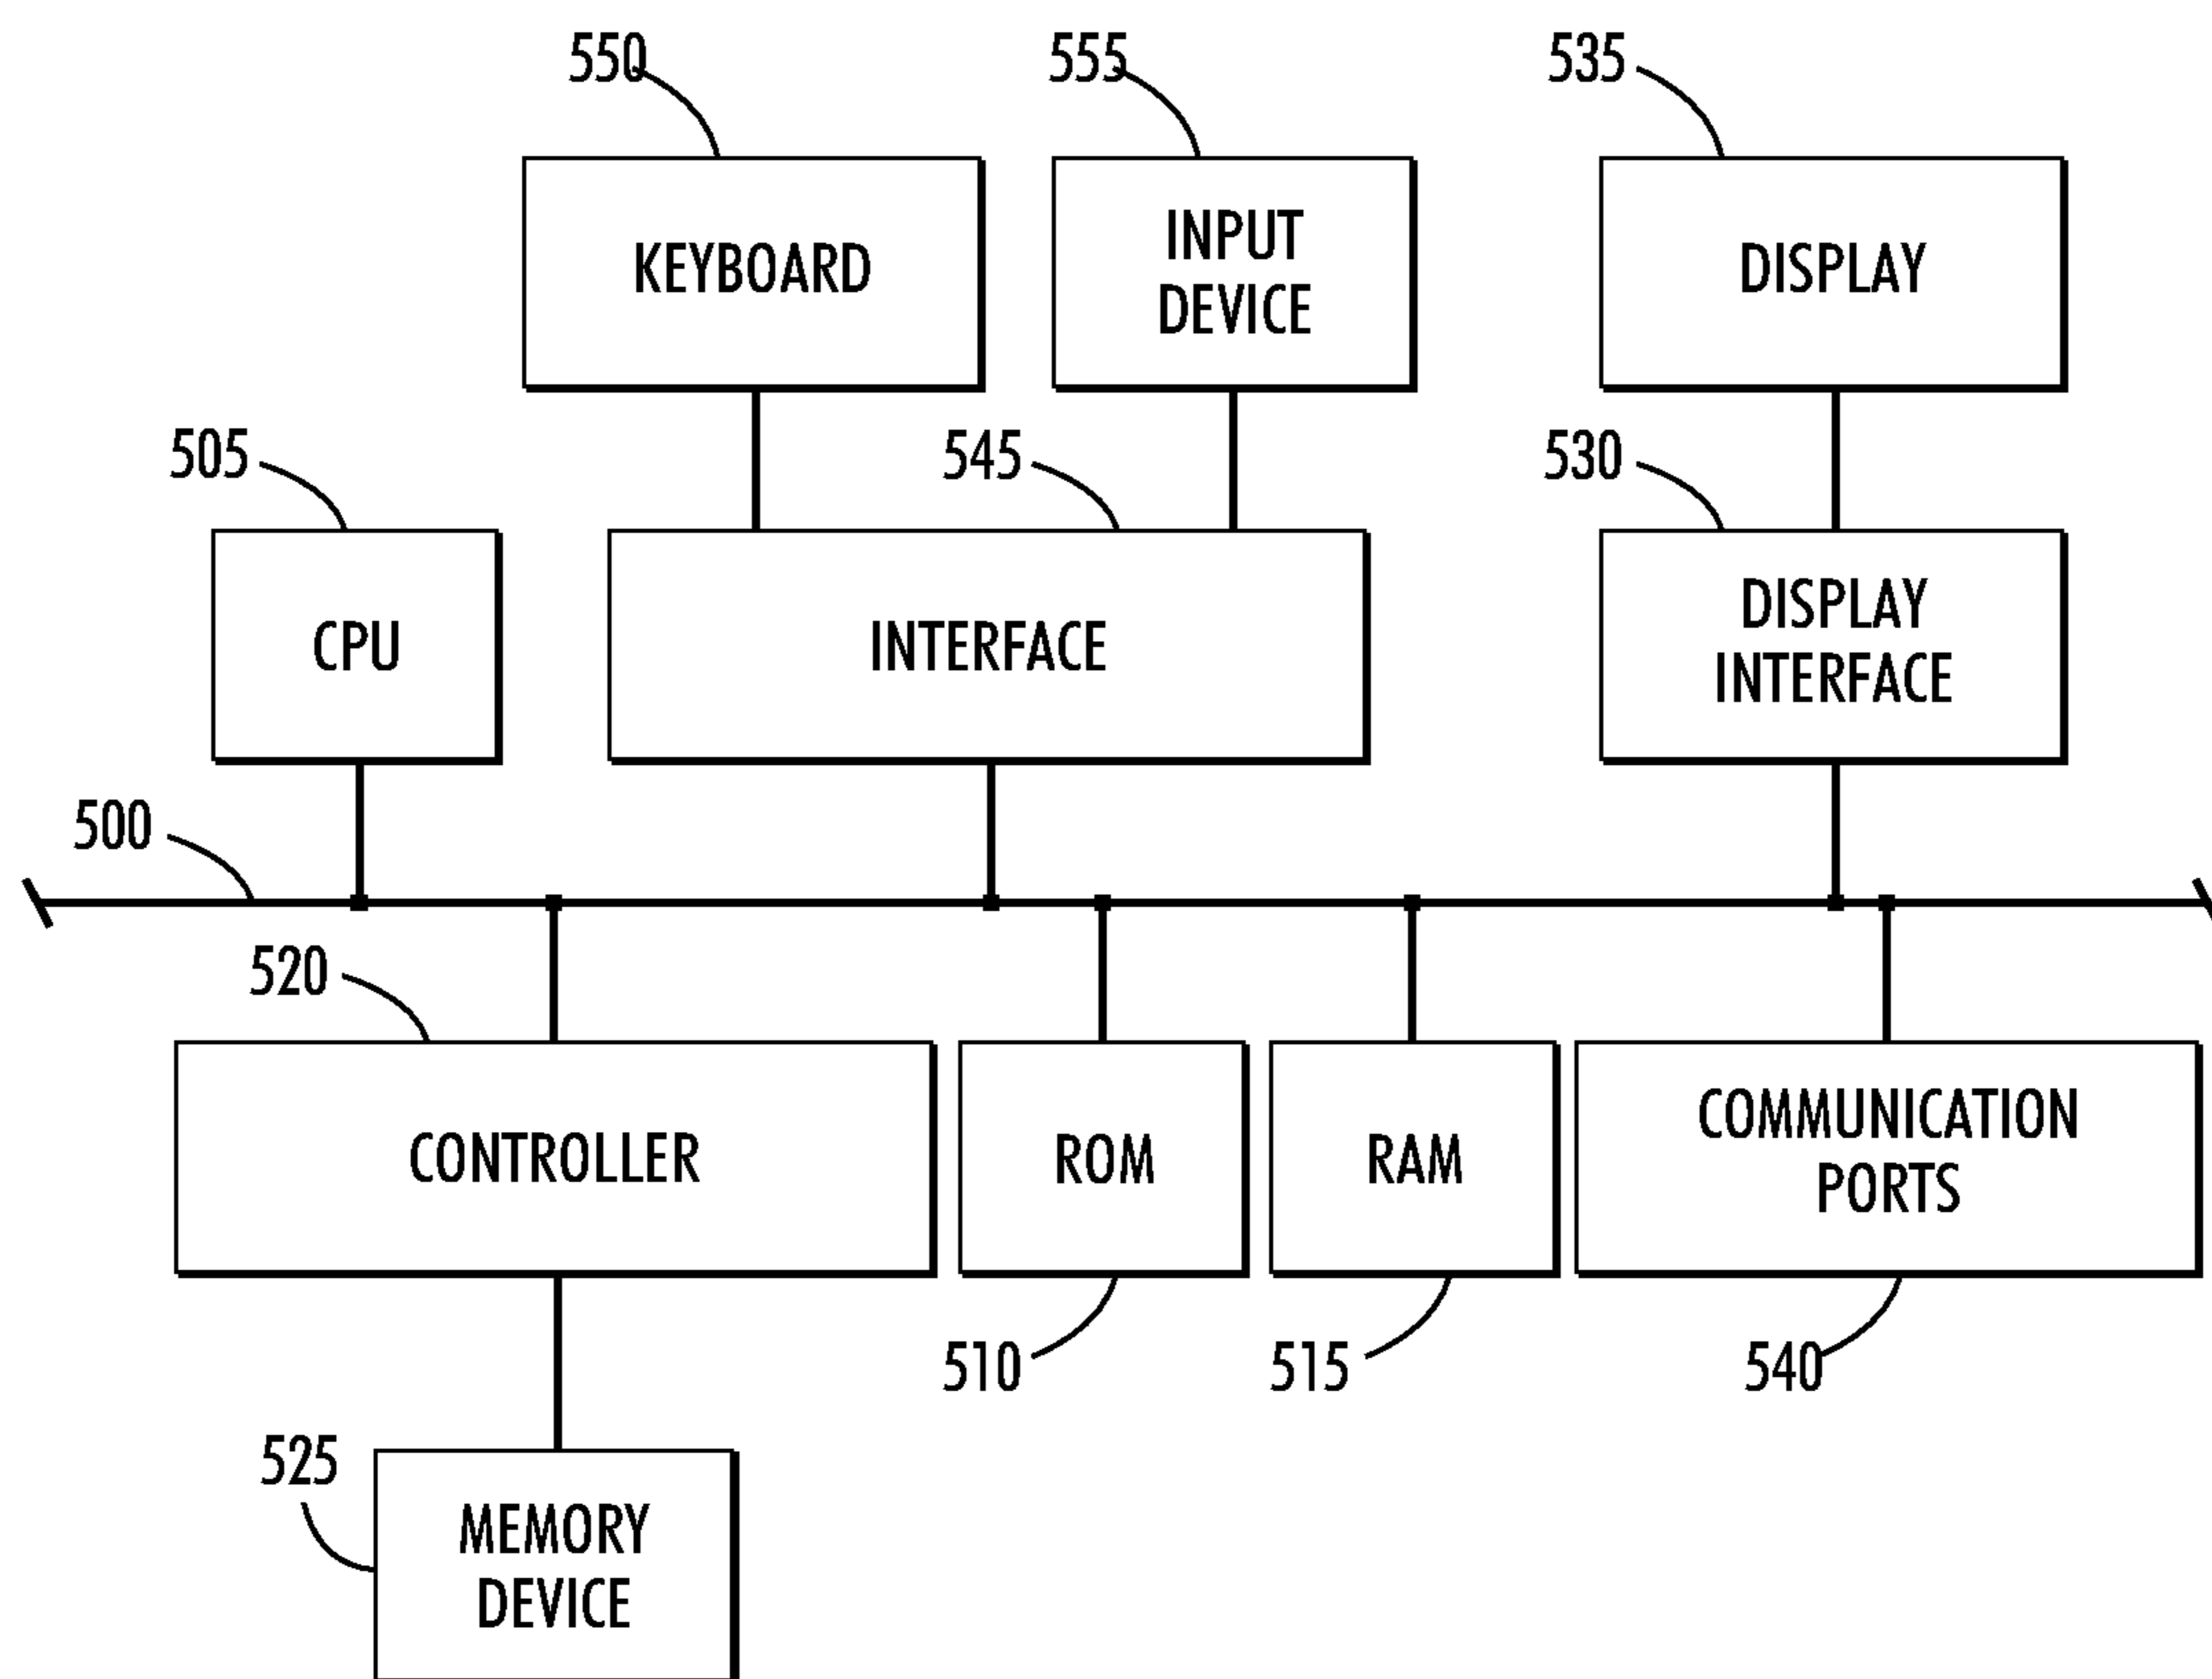 550
555
535
KEYBOARD
INPUT
DEVICE
DISPLAY
505
545
530
CPU
INTERFACE
DISPLAY
INTERFACE
500
520
CONTROLLER
ROM
RAM
COMMUNICATION
PORTS
510
515
540
525
MEMORY
DEVICE